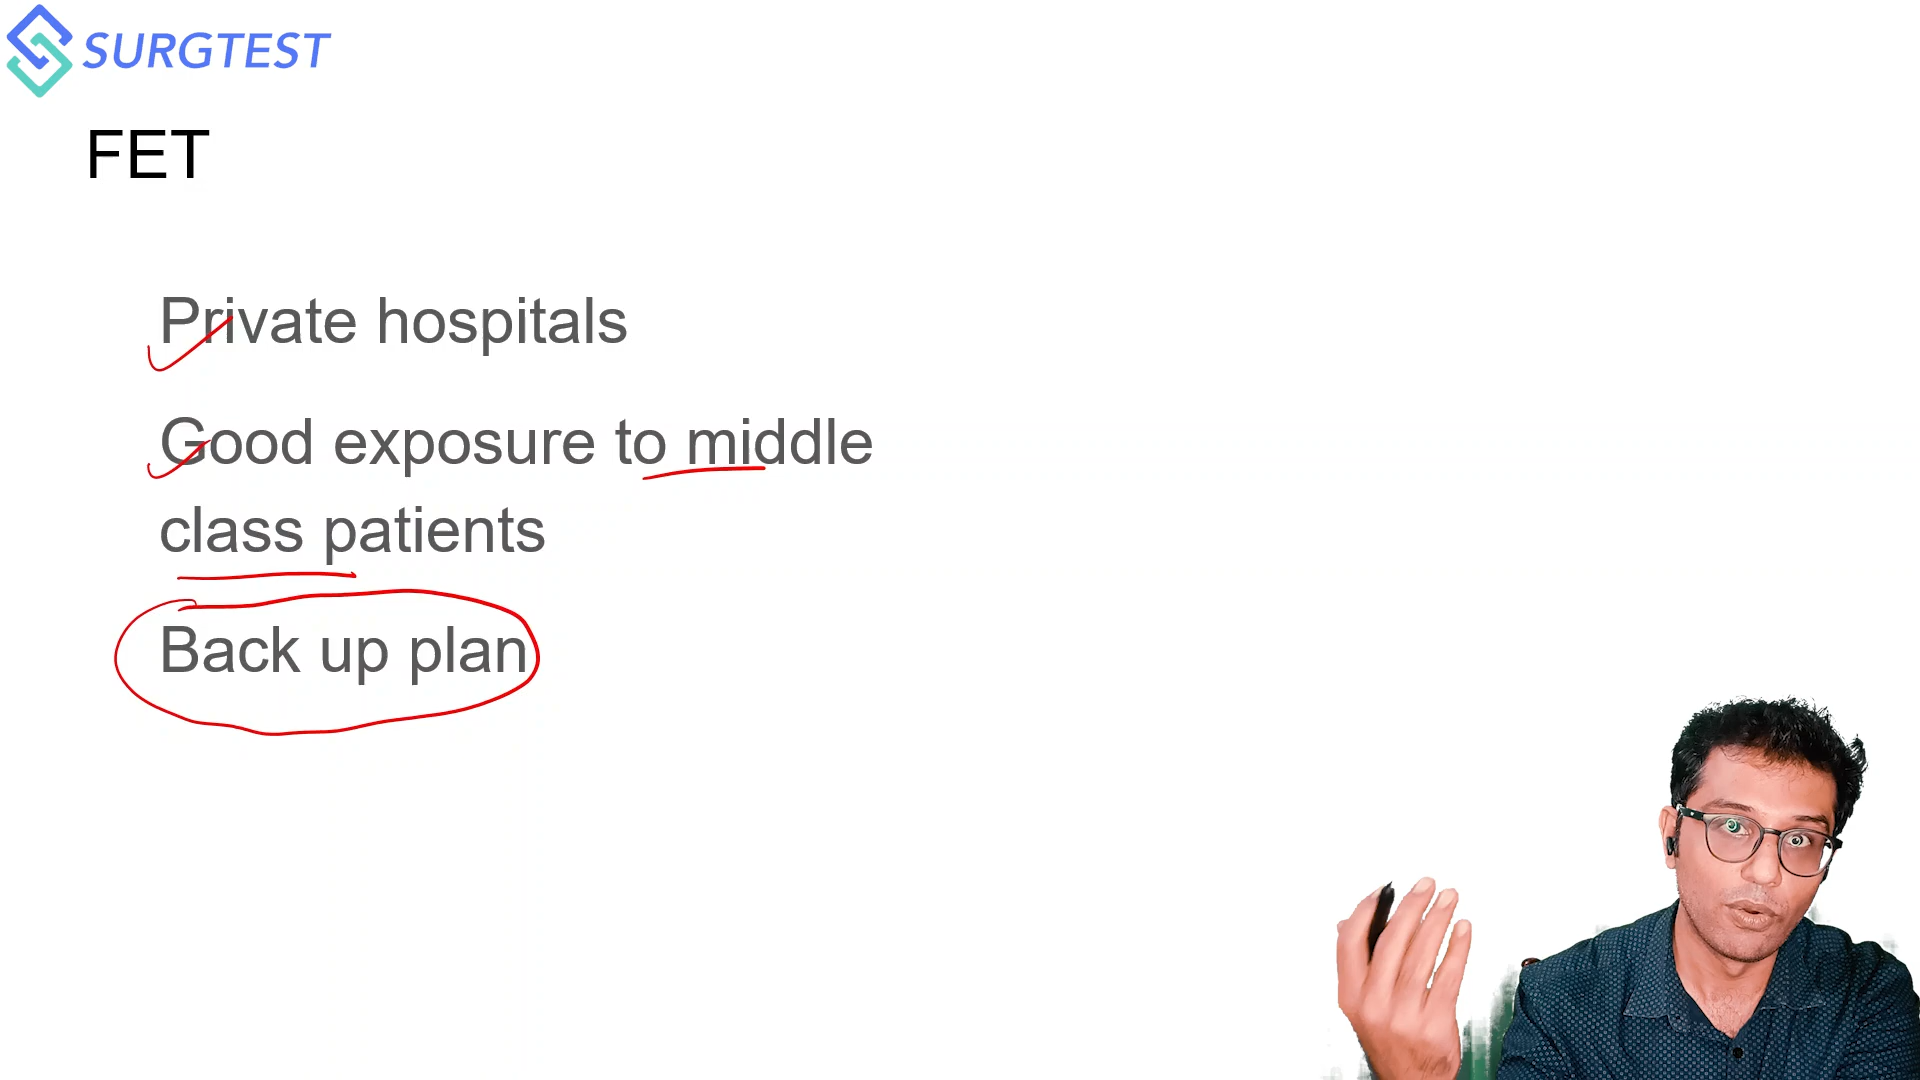 SURGTEST
FET
Private hospitals
Good exposure to middle
class patients
Back up plan